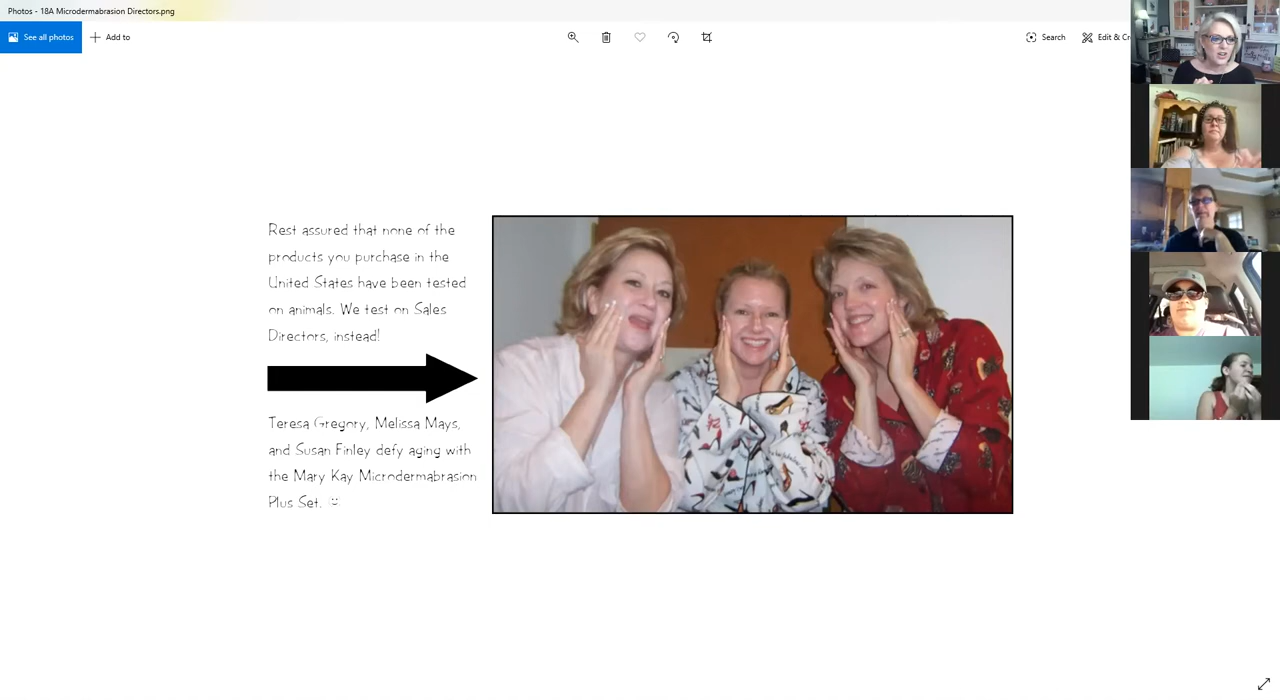 Photos - 18A Microdermabrasion Directors.png
See all photos
Add to
Search
Edit & Cr
Rest assured that none of the
products you purchase in the
United States have been tested
on animals. We test on Sales
Directors, instead!
Teresa Gregory, Melissa Mays,
and Susan Finley defy aging with
the Mary Kay Microdermabrasion
Plus Set.